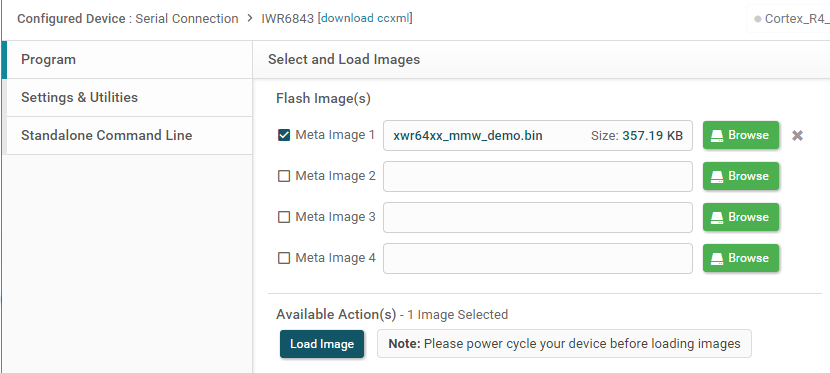 Configured Device : Serial Connection > IWR6843 [download ccxml]
Cortex_R4_
Program
Select and Load Images
Settings & Utilities
Standalone Command Line
Flash Image(s)
Meta Image 1 xwr64xx_mmw_demo.bin Size: 357.19 KB Browse
Meta Image 2 Browse
Meta Image 3 Browse
Meta Image 4 Browse
Available Action(s) - 1 Image Selected
Load Image Note: Please power cycle your device before loading images